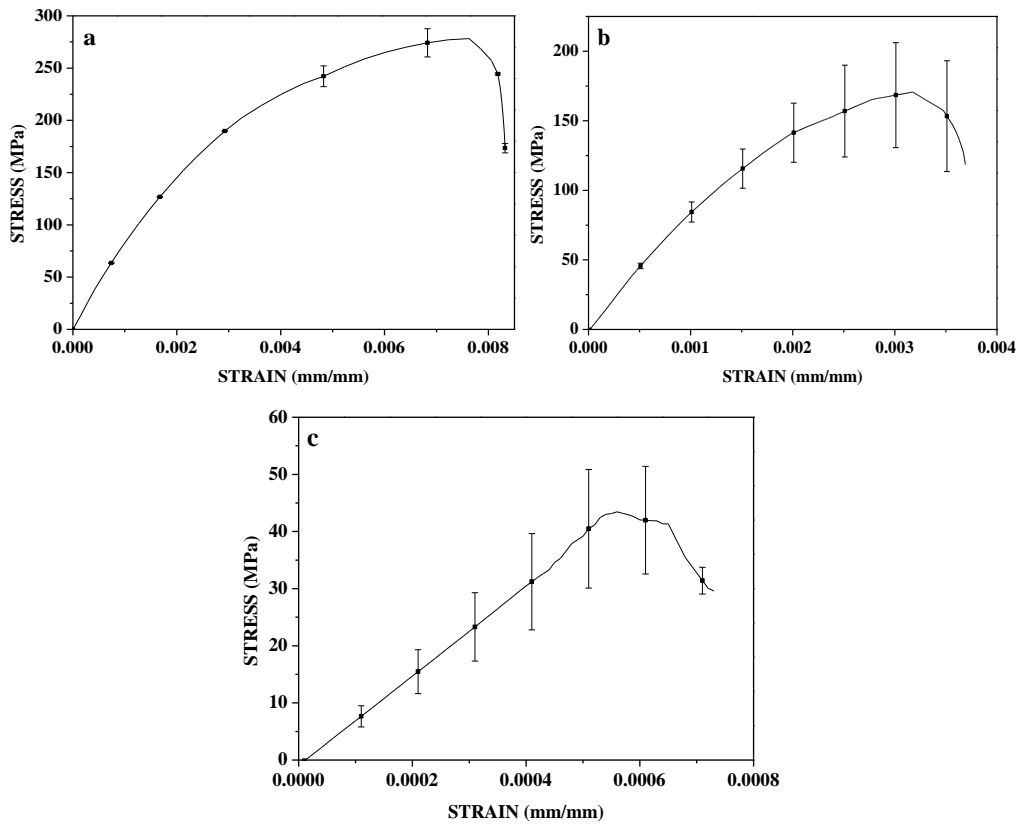 a
300
250
200
150
100
50
0
STRESS (MPa)
0.000 0.002 0.004 0.006 0.008
STRAIN (mm/mm)
b
200
150
100
50
0
STRESS (MPa)
0.000 0.001 0.002 0.003 0.004
STRAIN (mm/mm)
c
60
50
40
30
20
10
0
STRESS (MPa)
0.0000 0.0002 0.0004 0.0006 0.0008
STRAIN (mm/mm)